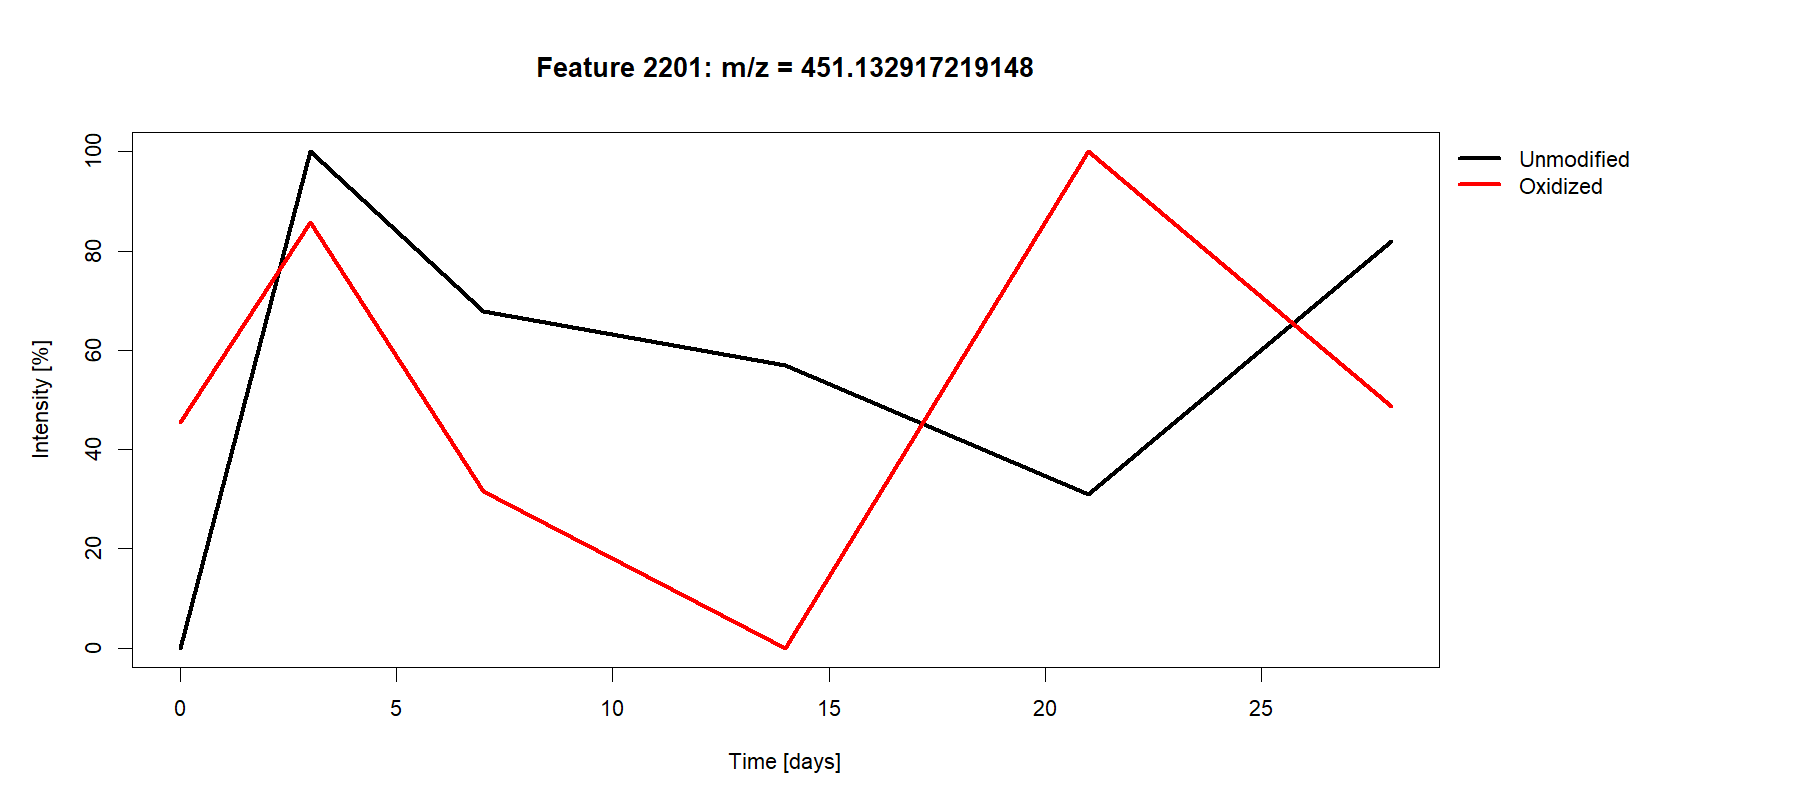 Feature 2201: m/z = 451.132917219148
Unmodified
Oxidized
Intensity [%]
100
80
60
40
20
0
0 5 10 15 20 25
Time [days]